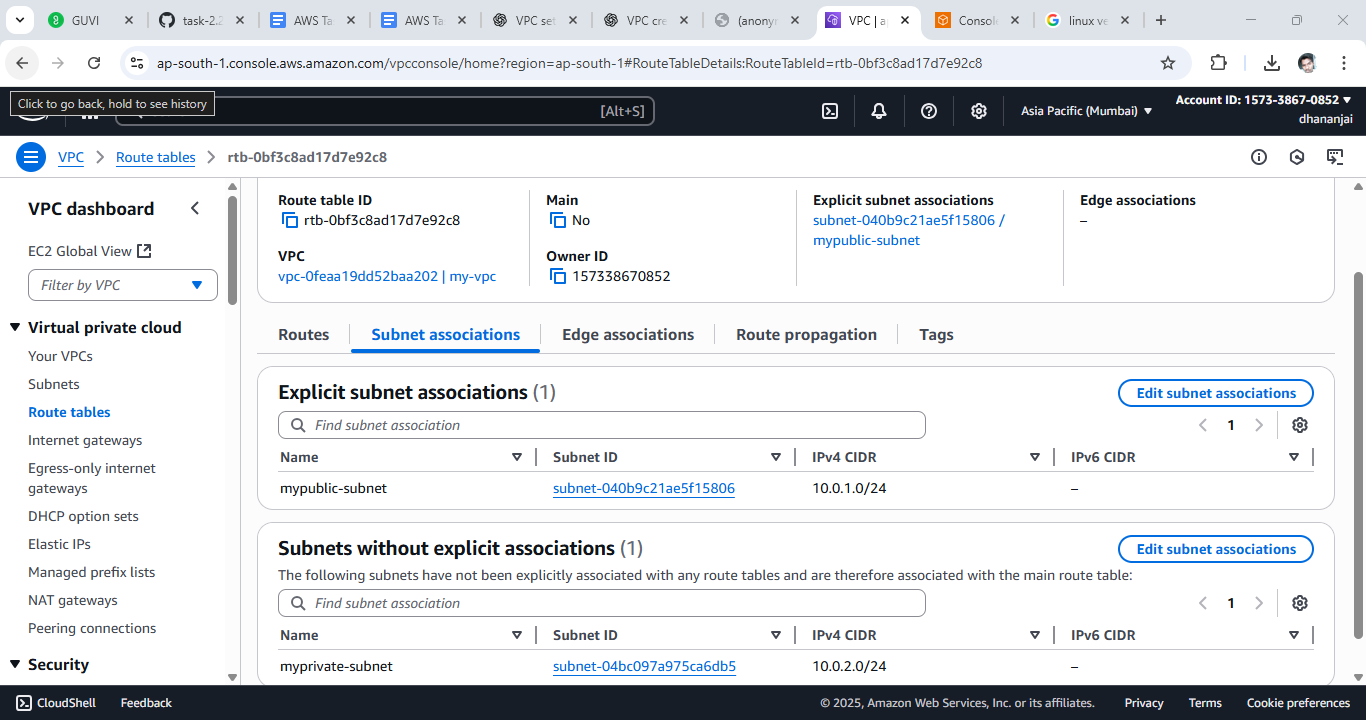 GUVI
task-2.2
AWS Ta
AWS Ta
VPC set
VPC cre
(anonyr
VPC | a
Consol
linux ve
ap-south-1.console.aws.amazon.com/vpcconsole/home?region=ap-south-1#RouteTableDetails:RouteTableId=rtb-0bf3c8ad17d7e92c8
Click to go back, hold to see history
[Alt+S]
Asia Pacific (Mumbai)
Account ID: 1573-3867-0852
dhananjai
VPC
Route tables
rtb-0bf3c8ad17d7e92c8
VPC dashboard
EC2 Global View
Filter by VPC
Virtual private cloud
Your VPCs
Subnets
Route tables
Internet gateways
Egress-only internet
gateways
DHCP option sets
Elastic IPs
Managed prefix lists
NAT gateways
Peering connections
Security
Route table ID
rtb-0bf3c8ad17d7e92c8
Main
No
Explicit subnet associations
subnet-040b9c21ae5f15806 /
mypublic-subnet
Edge associations
–
VPC
vpc-0feaa19dd52baa202 | my-vpc
Owner ID
157338670852
Routes
Subnet associations
Edge associations
Route propagation
Tags
Explicit subnet associations (1)
Edit subnet associations
Find subnet association
1
Name
Subnet ID
IPv4 CIDR
IPv6 CIDR
mypublic-subnet
subnet-040b9c21ae5f15806
10.0.1.0/24
–
Subnets without explicit associations (1)
Edit subnet associations
The following subnets have not been explicitly associated with any route tables and are therefore associated with the main route table:
Find subnet association
1
Name
Subnet ID
IPv4 CIDR
IPv6 CIDR
myprivate-subnet
subnet-04bc097a975ca6db5
10.0.2.0/24
–
CloudShell
Feedback
© 2025, Amazon Web Services, Inc. or its affiliates.
Privacy
Terms
Cookie preferences